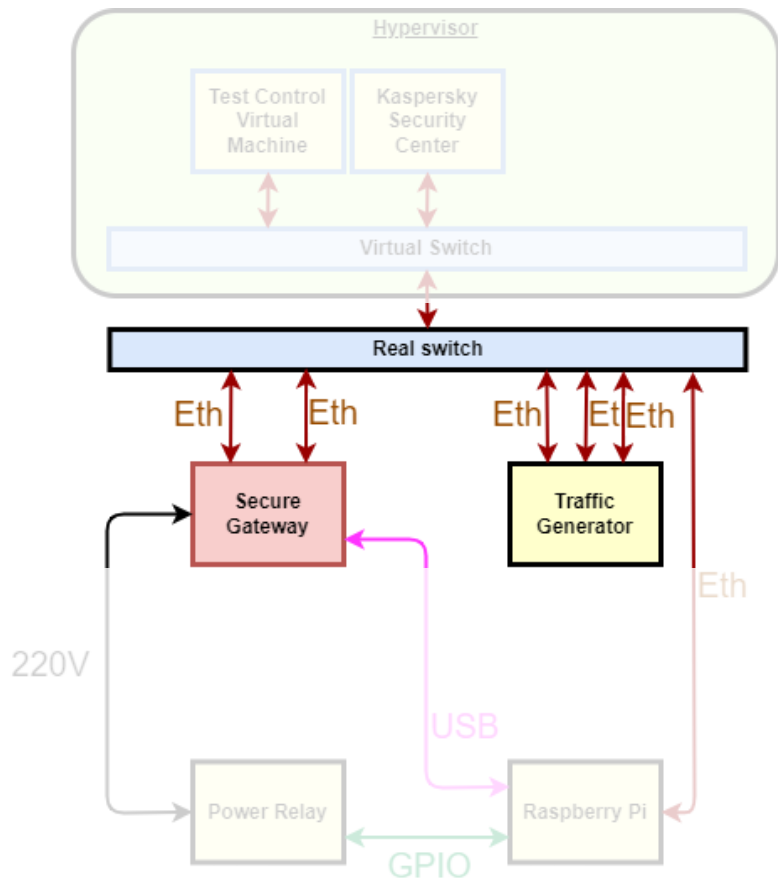 Hypervisor
Test Control
Virtual
Machine
Kaspersky
Security
Center
Virtual Switch
Real switch
Eth
Eth
Eth
Et
Eth
Secure
Gateway
Traffic
Generator
Eth
220V
USB
Power Relay
Raspberry Pi
GPIO